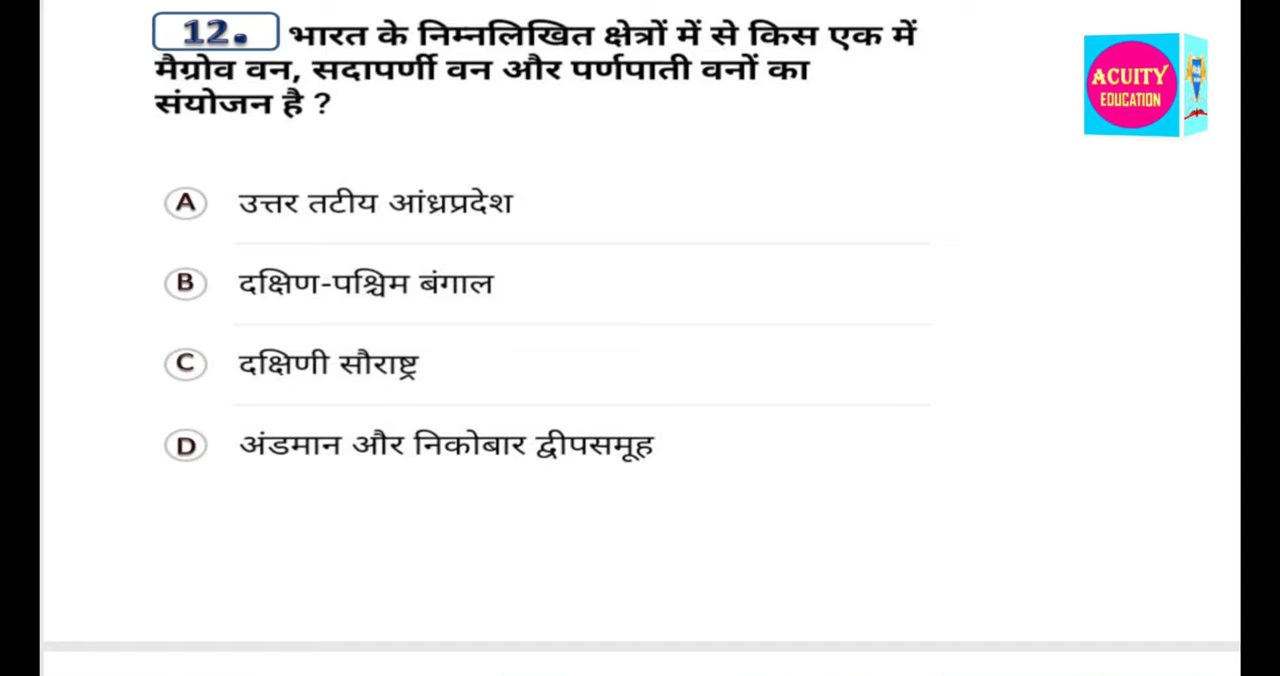 12. भारत के निम्नलिखित क्षेत्रों में से किस एक में
मैग्रोव वन, सदापर्णी वन और पर्णपाती वनों का
संयोजन है ?
ACUITY
EDUCATION
A उत्तर तटीय आंध्रप्रदेश
B दक्षिण-पश्चिम बंगाल
C दक्षिणी सौराष्ट्र
D अंडमान और निकोबार द्वीपसमूह